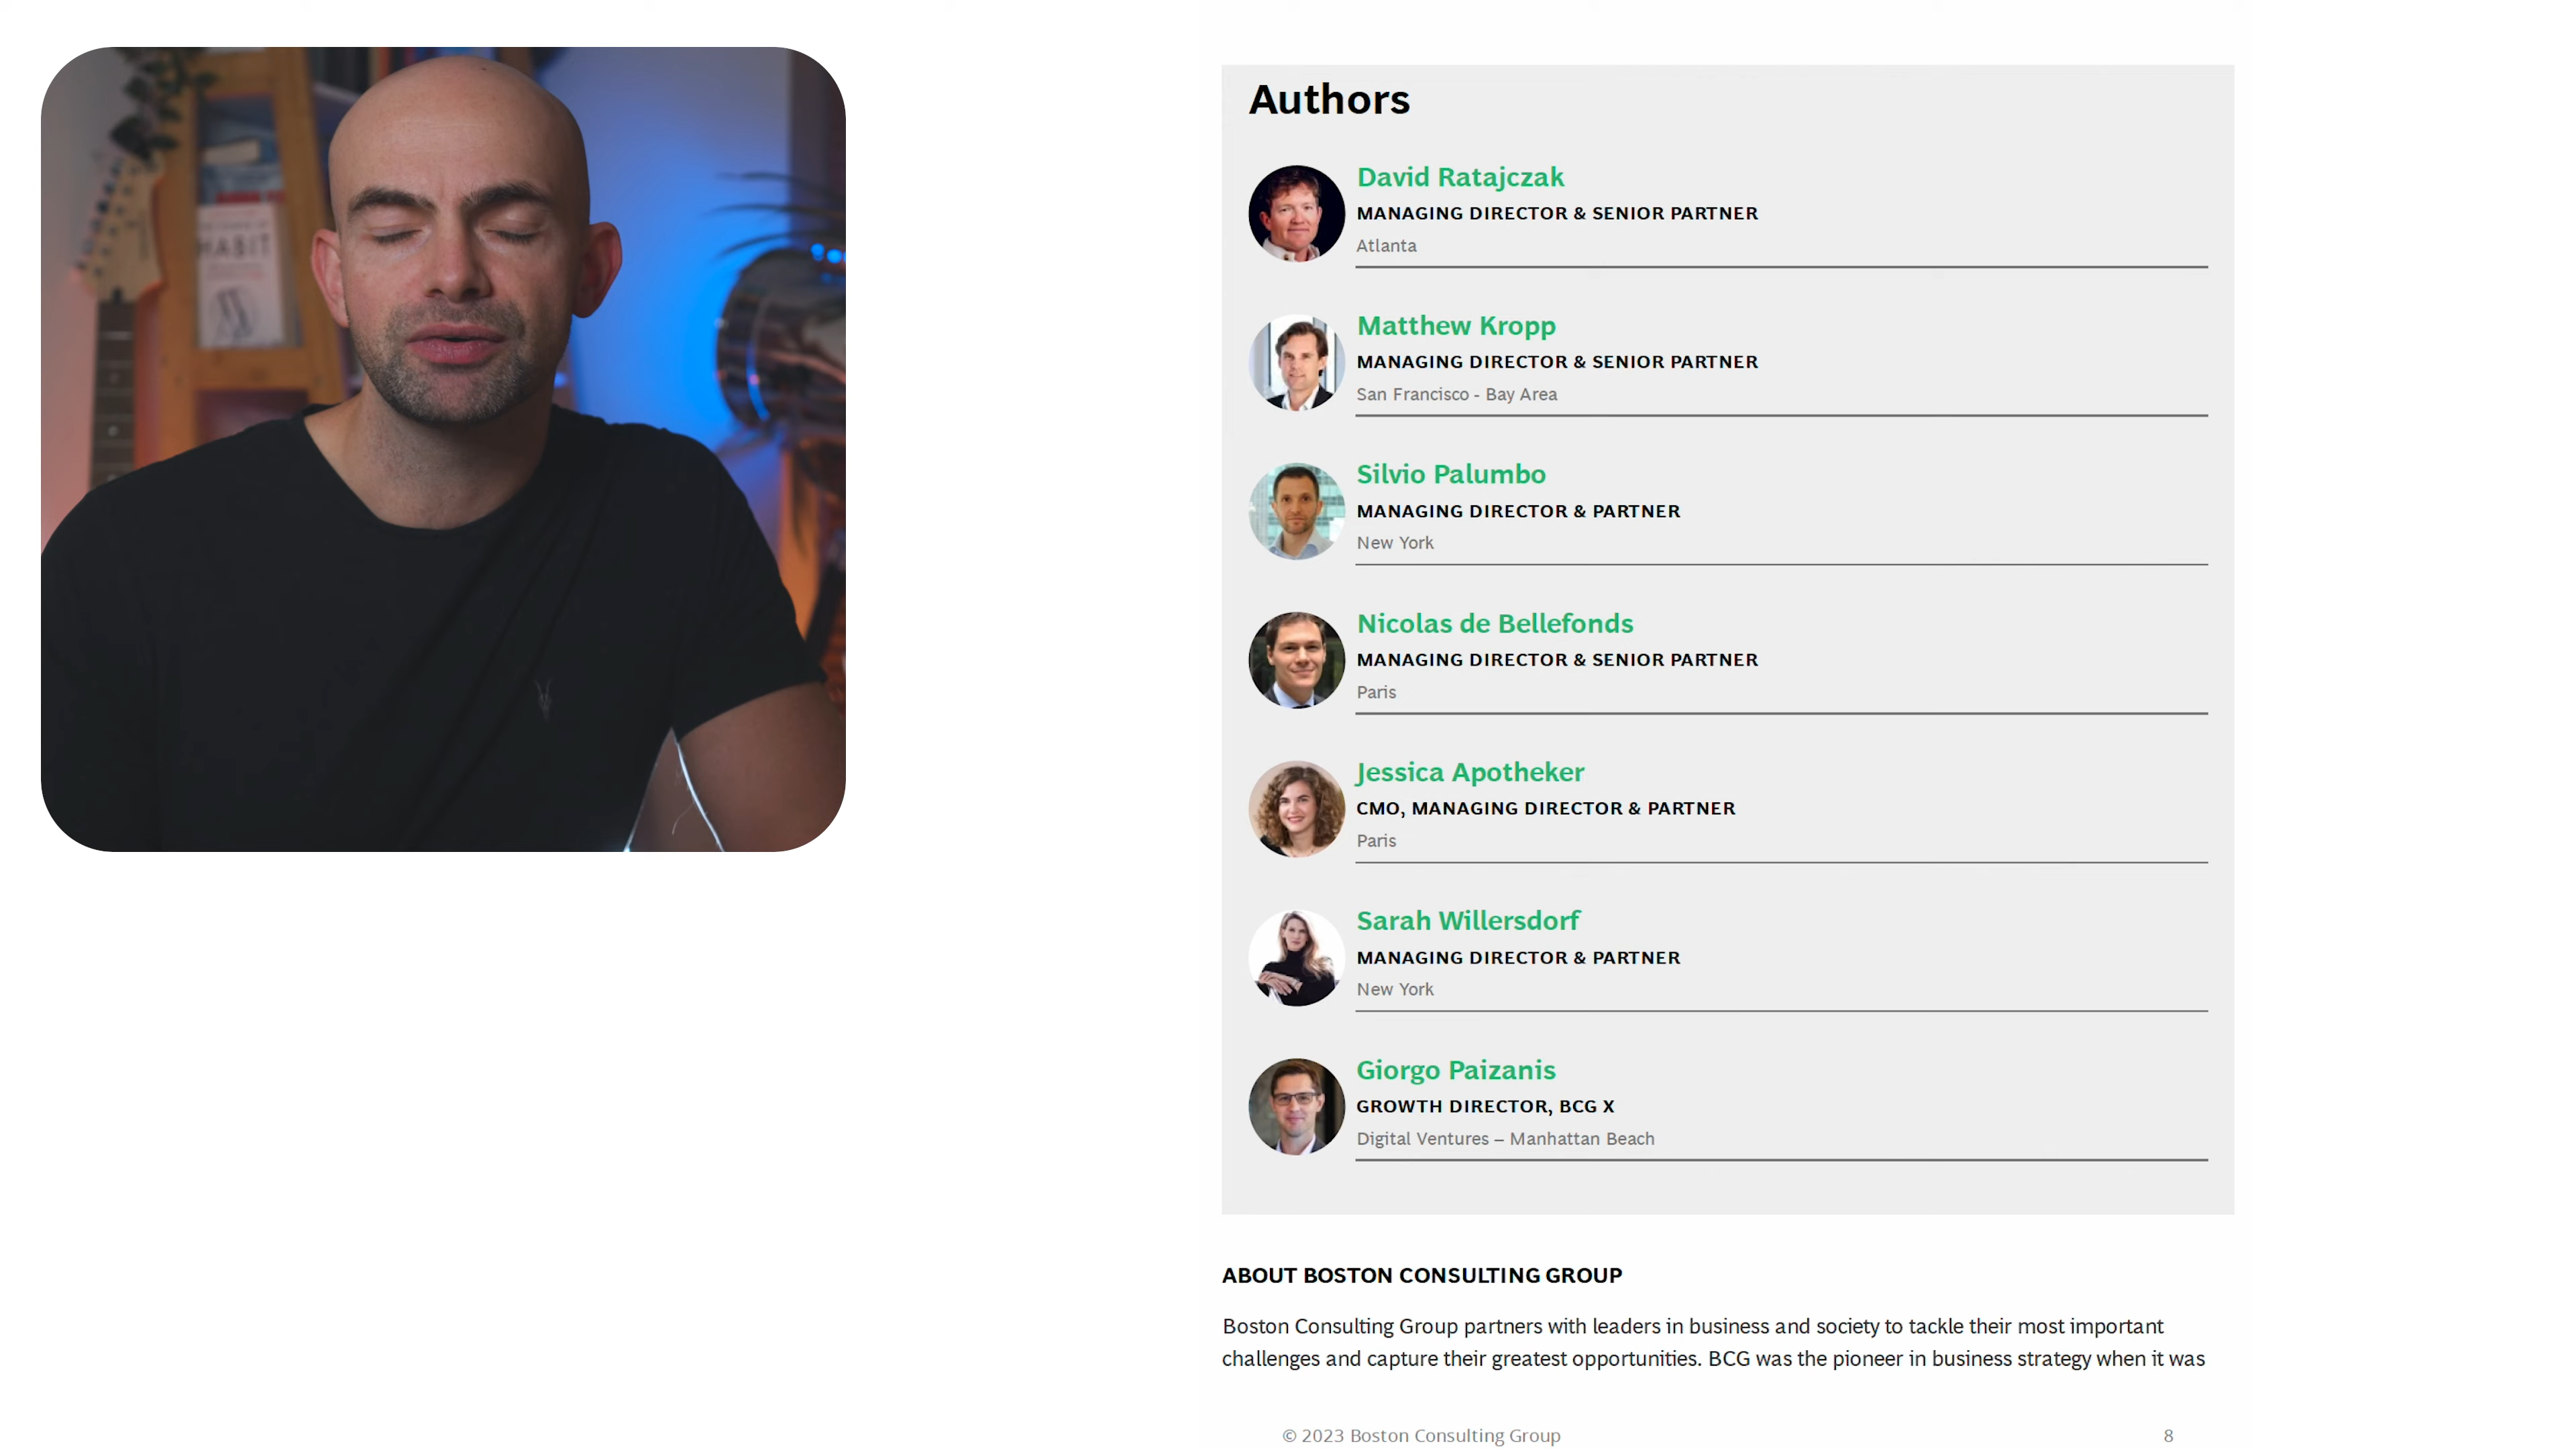 HABIT
Authors
David Ratajczak
MANAGING DIRECTOR & SENIOR PARTNER
Atlanta
Matthew Kropp
MANAGING DIRECTOR & SENIOR PARTNER
San Francisco - Bay Area
Silvio Palumbo
MANAGING DIRECTOR & PARTNER
New York
Nicolas de Bellefonds
MANAGING DIRECTOR & SENIOR PARTNER
Paris
Jessica Apotheker
CMO, MANAGING DIRECTOR & PARTNER
Paris
Sarah Willersdorf
MANAGING DIRECTOR & PARTNER
New York
Giorgo Paizanis
GROWTH DIRECTOR, BCG X
Digital Ventures – Manhattan Beach
ABOUT BOSTON CONSULTING GROUP
Boston Consulting Group partners with leaders in business and society to tackle their most important
challenges and capture their greatest opportunities. BCG was the pioneer in business strategy when it was
© 2023 Boston Consulting Group
8